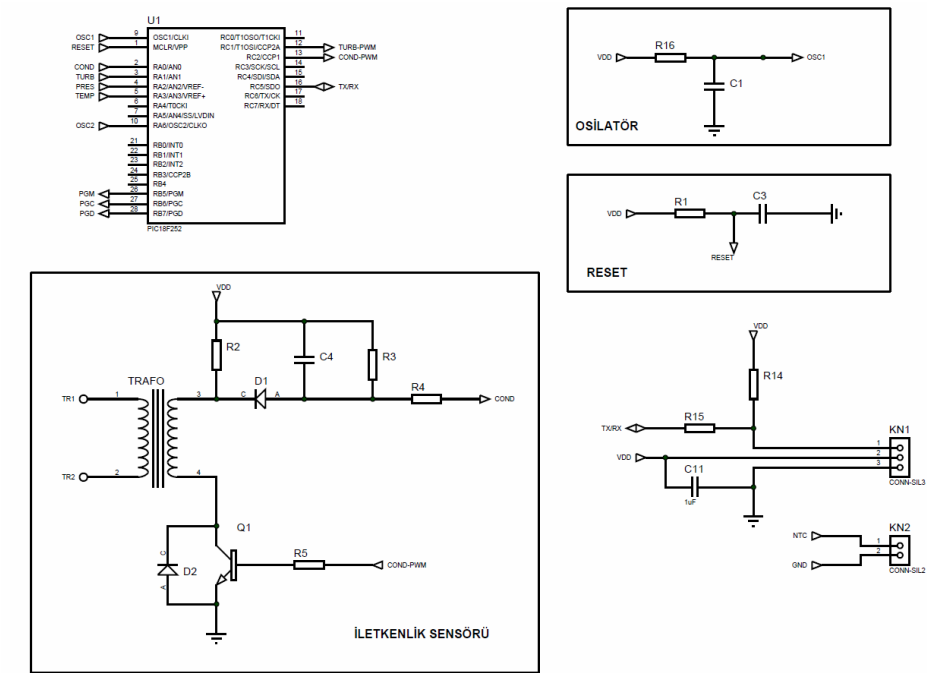 U1
OSC1 9 OSC1/CLKI RC0/T1OSO/T1CKI 11
RESET 1 MCLR/VPP RC1/T1OSI/CCP2A 12 TURB-PWM
RC2/CCP1 13 COND-PWM
COND 2 RA0/AN0 RC3/SCK/SCL 14
TURB 3 RA1/AN1 RC4/SDI/SDA 15
PRES 4 RA2/AN2/VREF- RC5/SDO 16 TX/RX
TEMP 5 RA3/AN3/VREF+ RC6/TX/CK 17
6 RA4/T0CKI RC7/RX/DT 18
7 RA5/AN4/SS/LVDIN
OSC2 10 RA6/OSC2/CLKO
21 RB0/INT0
22 RB1/INT1
23 RB2/INT2
24 RB3/CCP2B
25 RB4
PGM 26 RB5/PGM
PGC 27 RB6/PGC
PGD 28 RB7/PGD
PIC18F252
R16
VDD OSC1
C1
OSİLATÖR
R1 C3
VDD
RESET
RESET
VDD
R2 C4 R3
TRAFO D1 R4
TR1 1 3 C A COND
TR2 2 4
Q1
C
D2 R5 COND-PWM
A
İLETKENLİK SENSÖRÜ
VDD
R14
R15 KN1
TX/RX 1
VDD 2
C11 3
1uF CONN-SIL3
KN2
NTC 1
2
GND CONN-SIL2